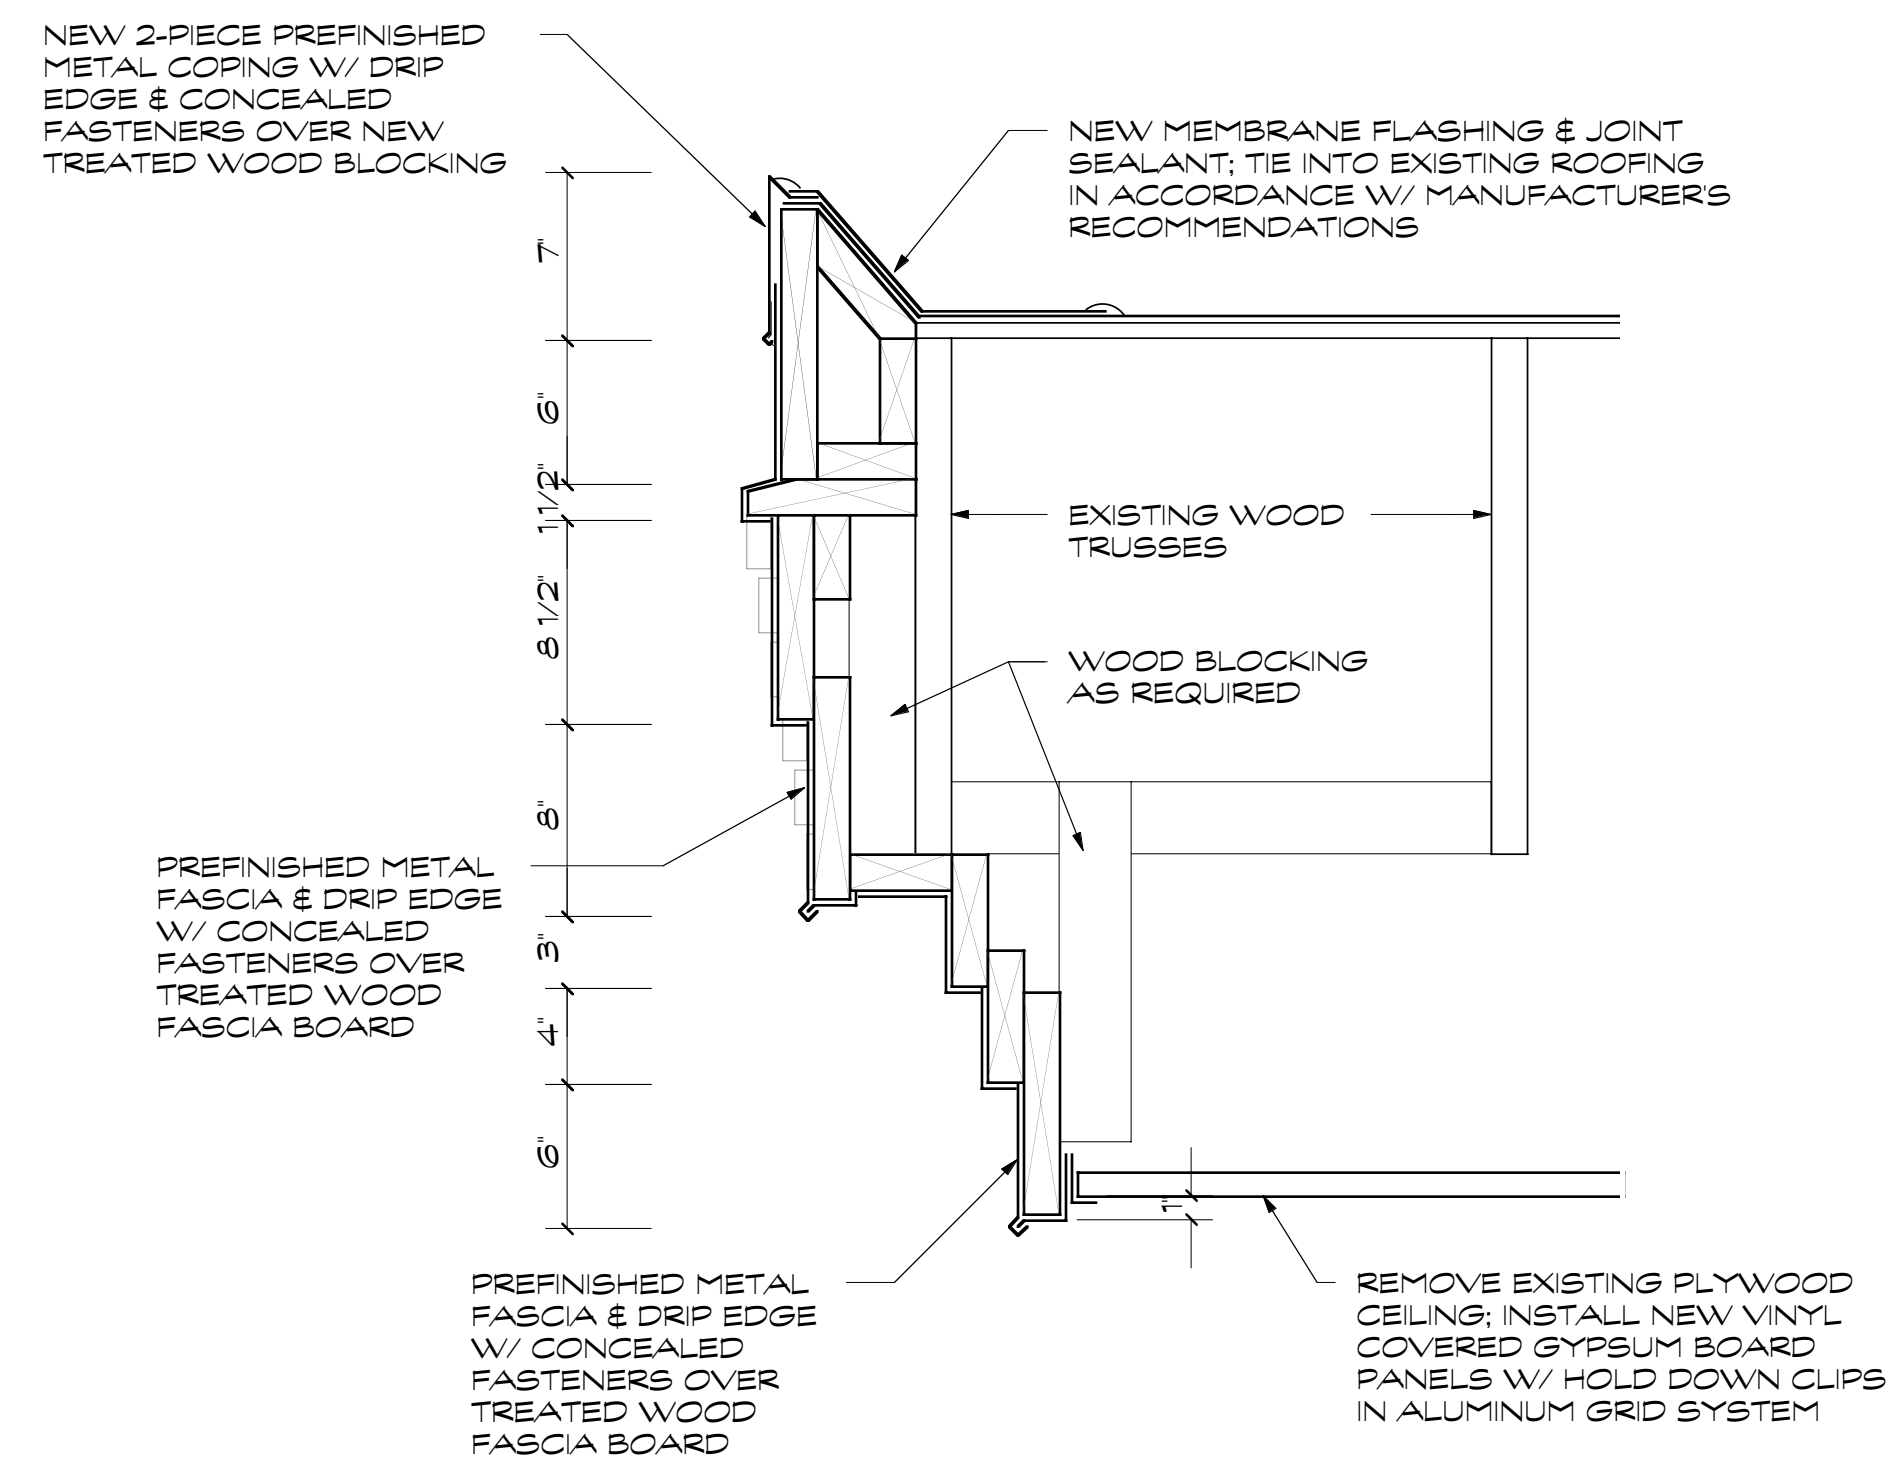 NEW 2-PIECE PREFINISHED
METAL COPING W/ DRIP
EDGE & CONCEALED
FASTENERS OVER NEW
TREATED WOOD BLOCKING
NEW MEMBRANE FLASHING & JOINT
SEALANT; TIE INTO EXISTING ROOFING
IN ACCORDANCE W/ MANUFACTURER'S
RECOMMENDATIONS
7"
6"
1 1/2"
8 1/2"
8"
3"
4"
6"
EXISTING WOOD
TRUSSES
WOOD BLOCKING
AS REQUIRED
PREFINISHED METAL
FASCIA & DRIP EDGE
W/ CONCEALED
FASTENERS OVER
TREATED WOOD
FASCIA BOARD
1"
PREFINISHED METAL
FASCIA & DRIP EDGE
W/ CONCEALED
FASTENERS OVER
TREATED WOOD
FASCIA BOARD
REMOVE EXISTING PLYWOOD
CEILING; INSTALL NEW VINYL
COVERED GYPSUM BOARD
PANELS W/ HOLD DOWN CLIPS
IN ALUMINUM GRID SYSTEM